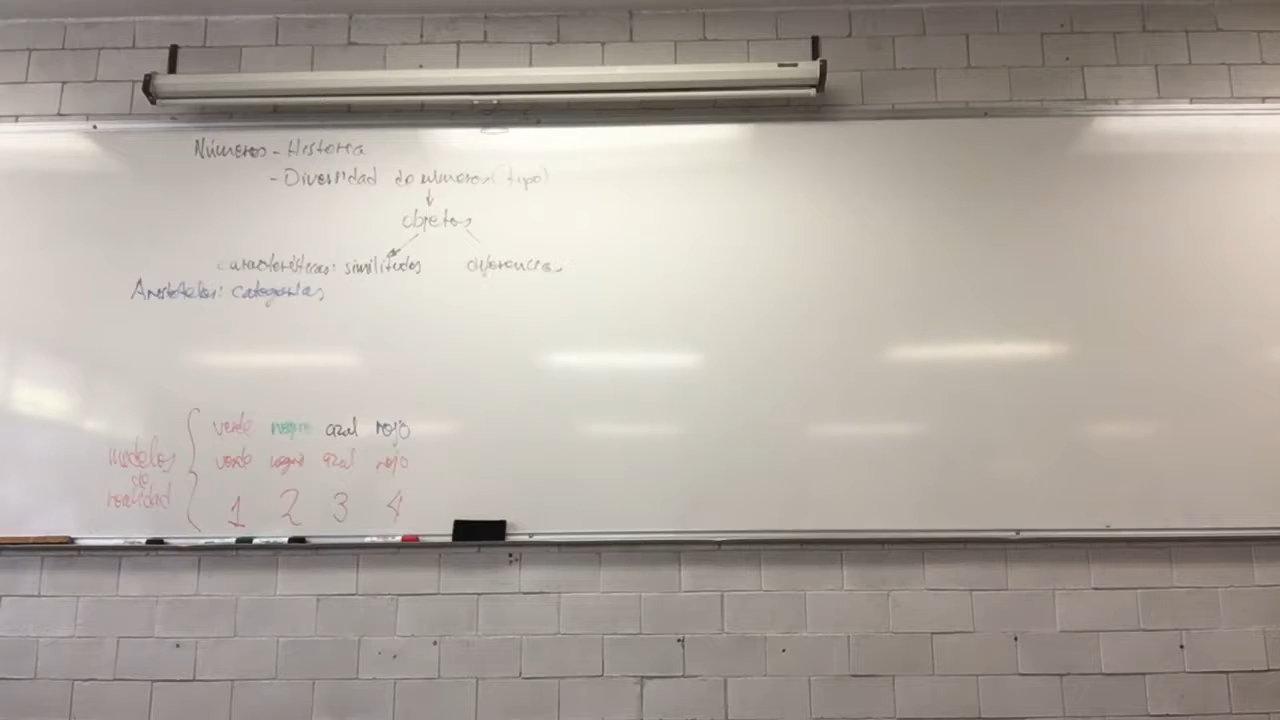 Números - Historia
- Diversidad de números (tipo)
objetos
características: similitudes diferencias
Aristóteles: categorías
verde negro azul rojo
modelos de realidad
verde negro azul rojo
1 2 3 4